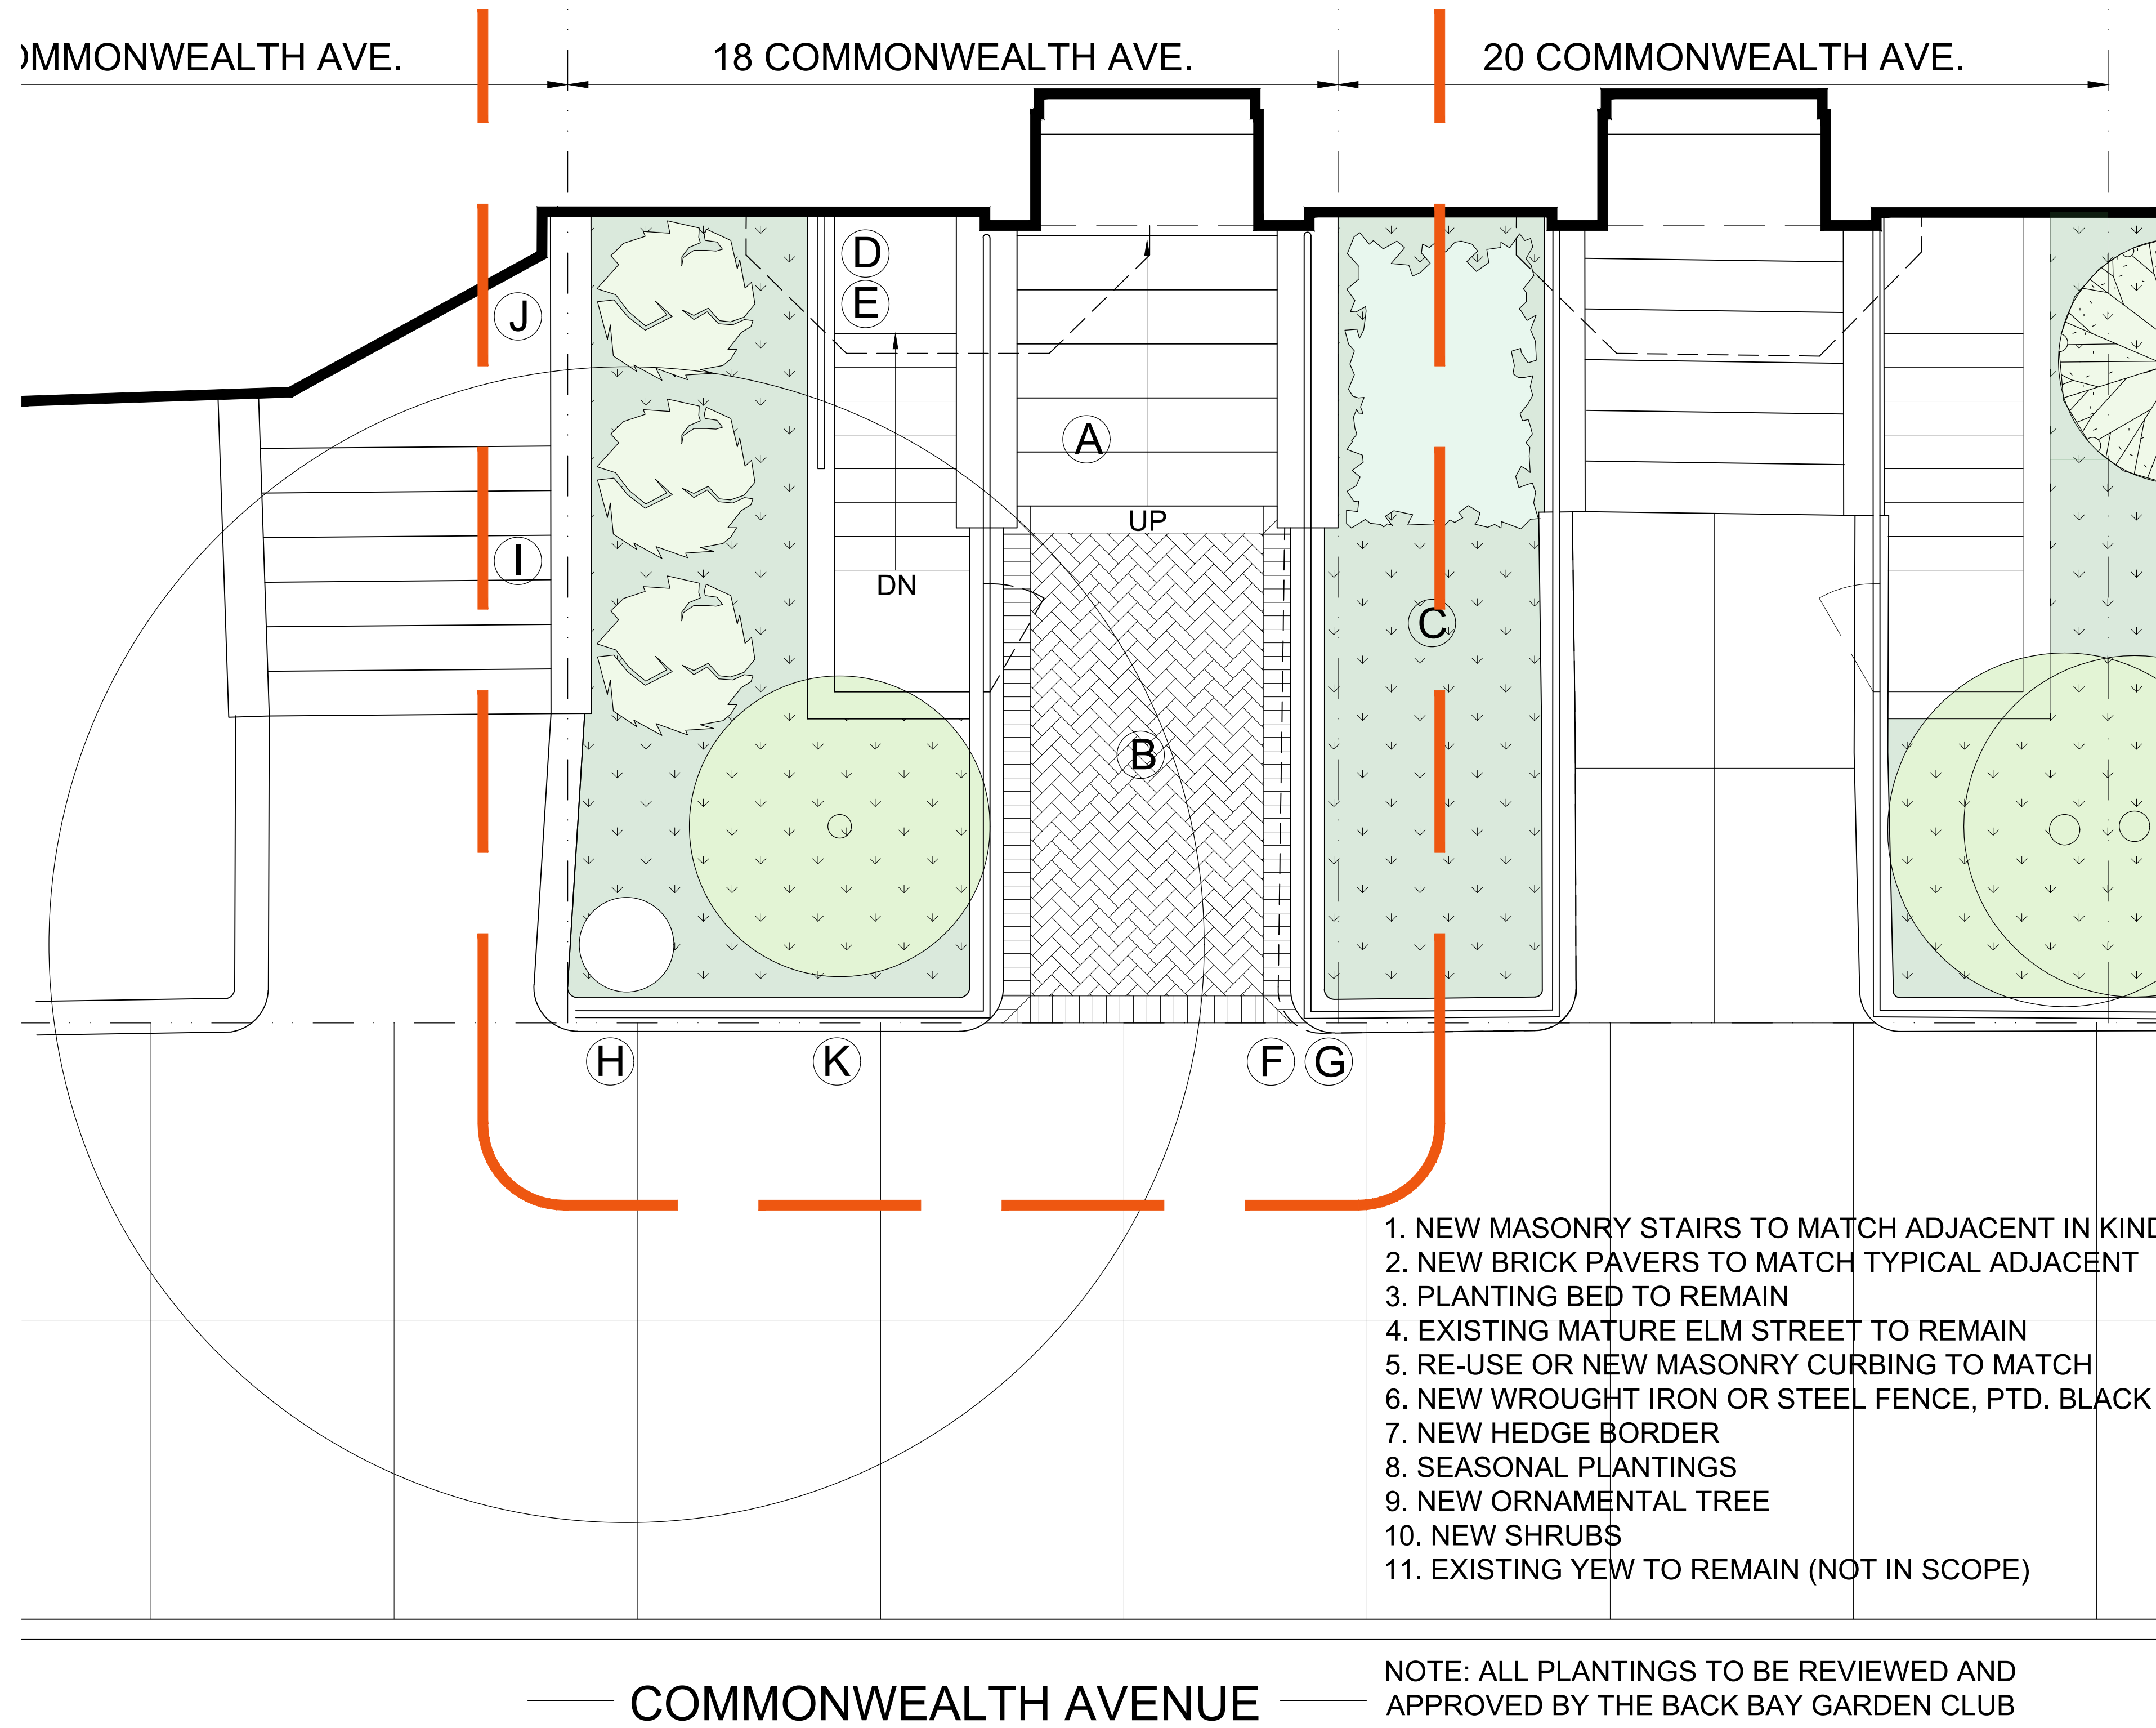 OMMONWEALTH AVE.
18 COMMONWEALTH AVE.
20 COMMONWEALTH AVE.
D
E
J
A
UP
I
DN
C
B
H
K
F
G
1. NEW MASONRY STAIRS TO MATCH ADJACENT IN KIND
2. NEW BRICK PAVERS TO MATCH TYPICAL ADJACENT
3. PLANTING BED TO REMAIN
4. EXISTING MATURE ELM STREET TO REMAIN
5. RE-USE OR NEW MASONRY CURBING TO MATCH
6. NEW WROUGHT IRON OR STEEL FENCE, PTD. BLACK
7. NEW HEDGE BORDER
8. SEASONAL PLANTINGS
9. NEW ORNAMENTAL TREE
10. NEW SHRUBS
11. EXISTING YEW TO REMAIN (NOT IN SCOPE)
COMMONWEALTH AVENUE
NOTE: ALL PLANTINGS TO BE REVIEWED AND
APPROVED BY THE BACK BAY GARDEN CLUB